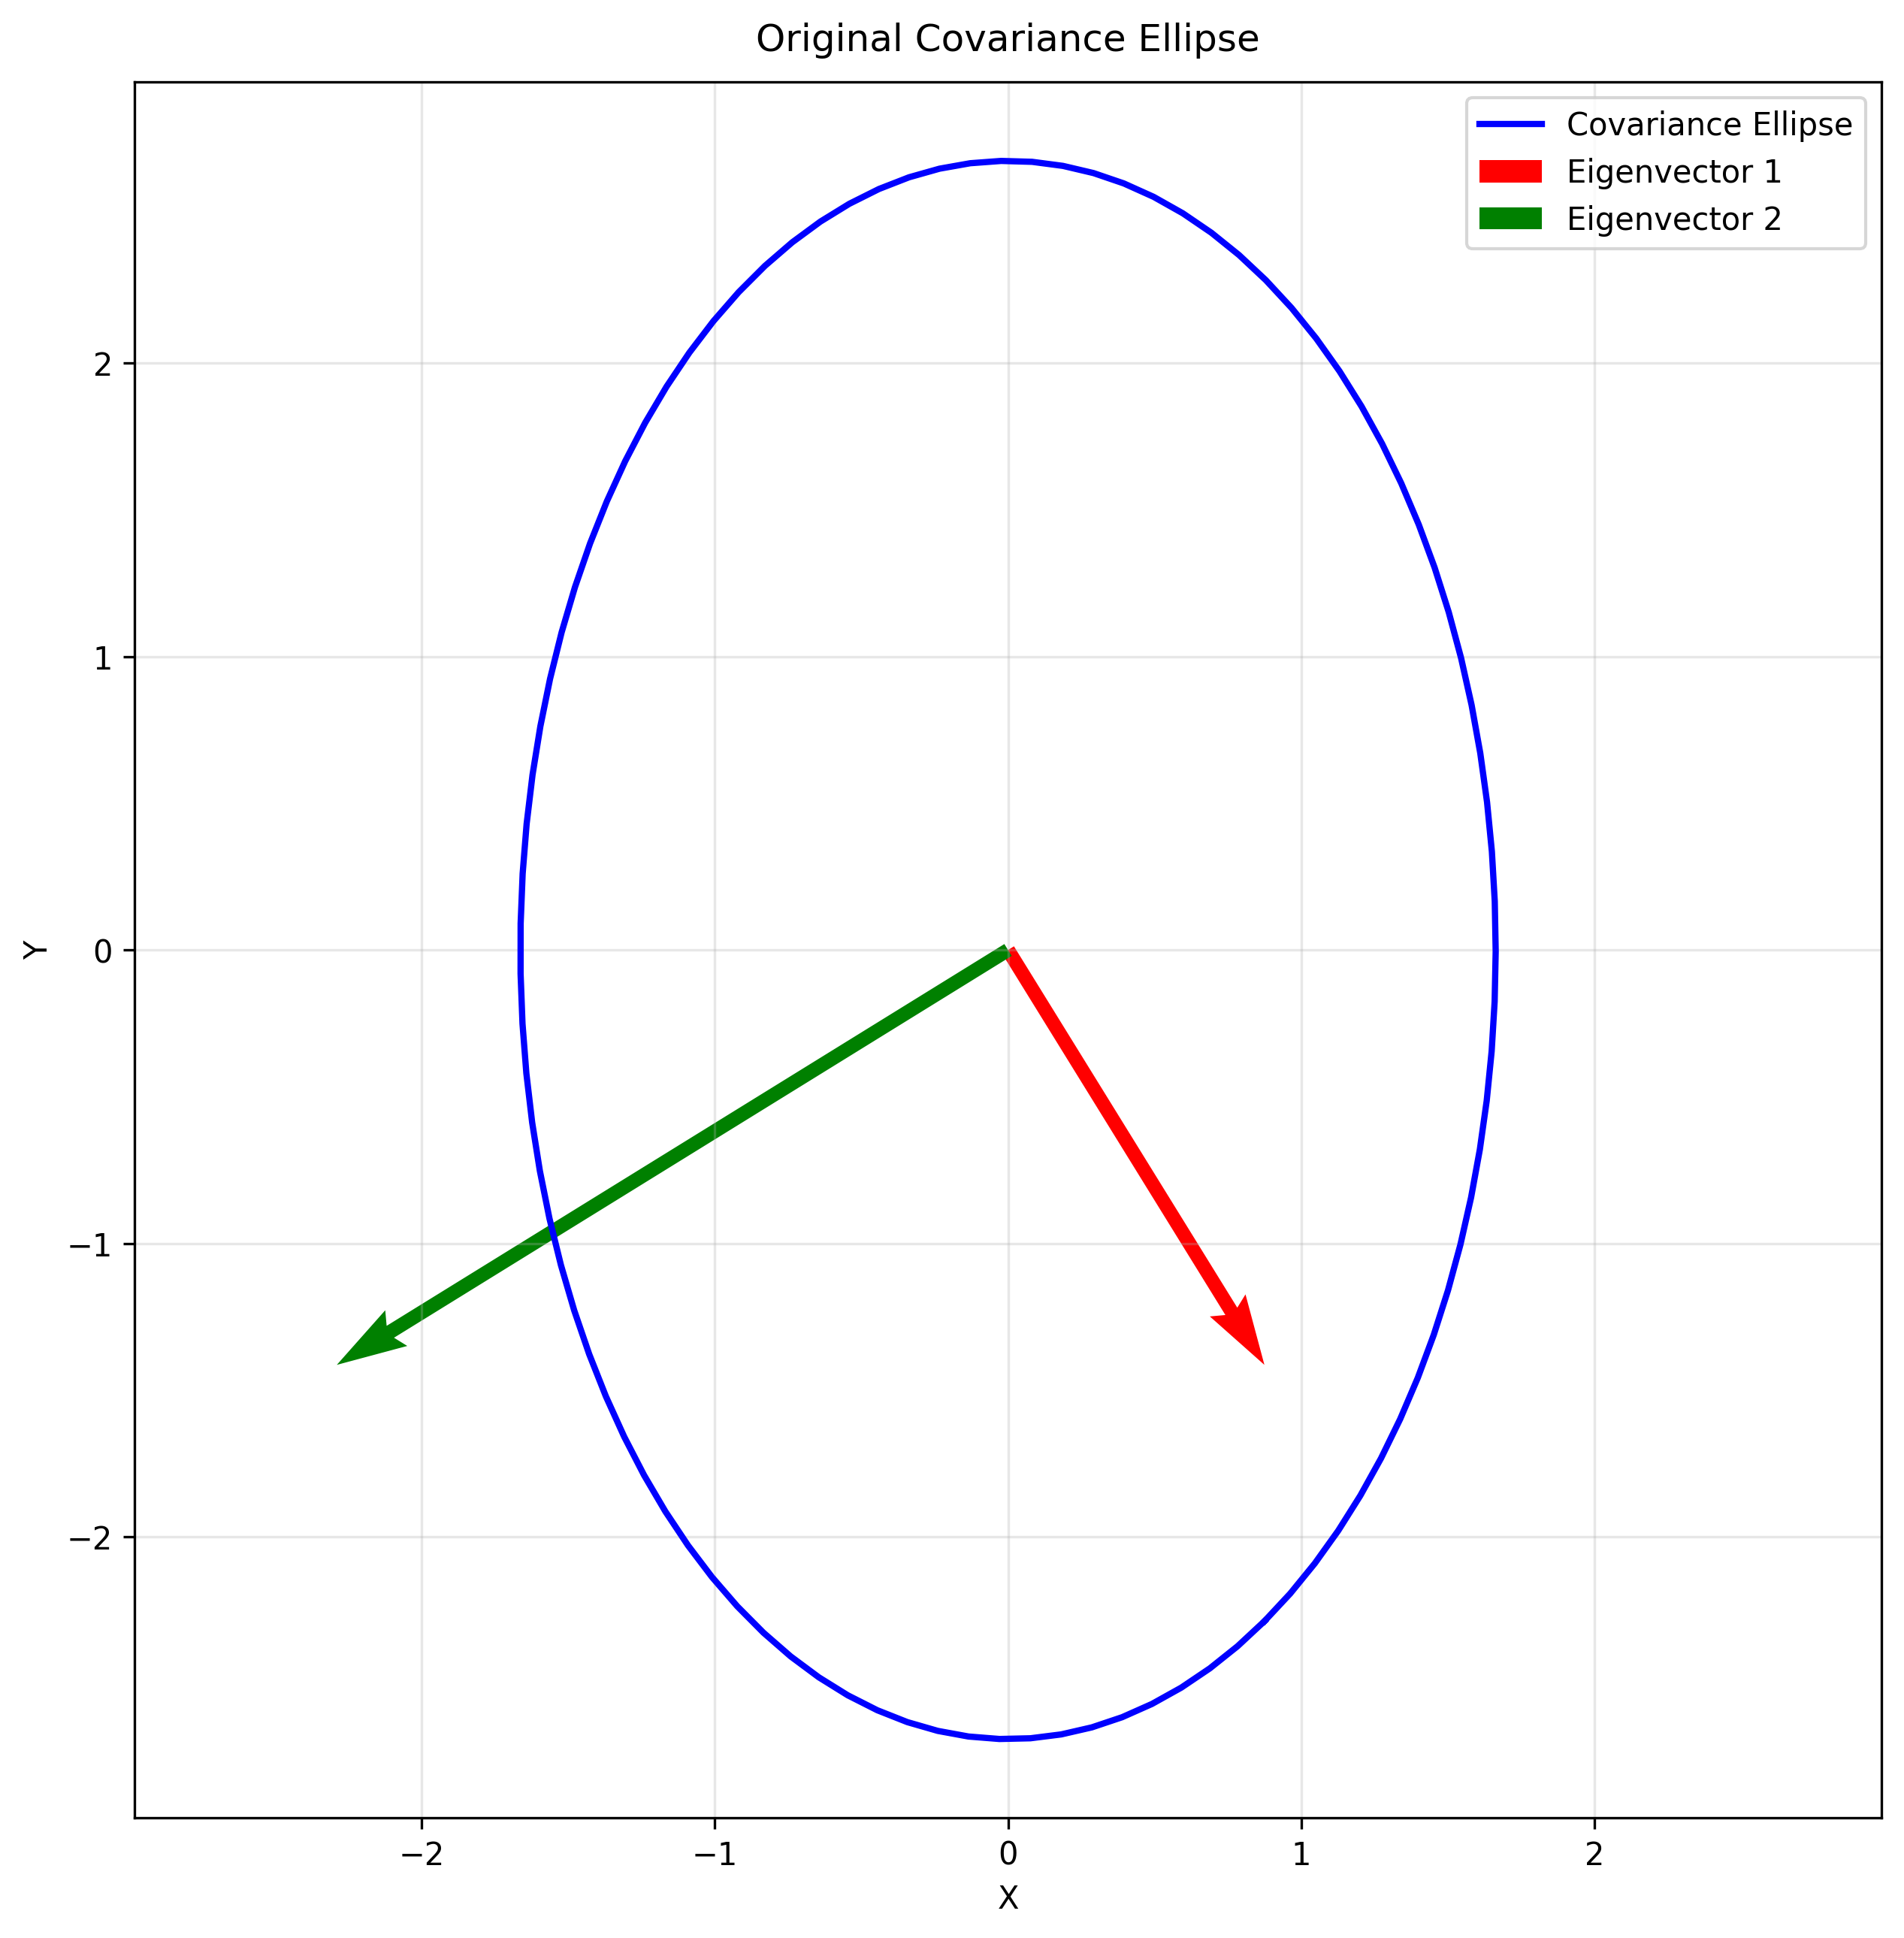 Original Covariance Ellipse
Covariance Ellipse
Eigenvector 1
Eigenvector 2
2
1
0
−1
−2
Y
−2
−1
0
1
2
X